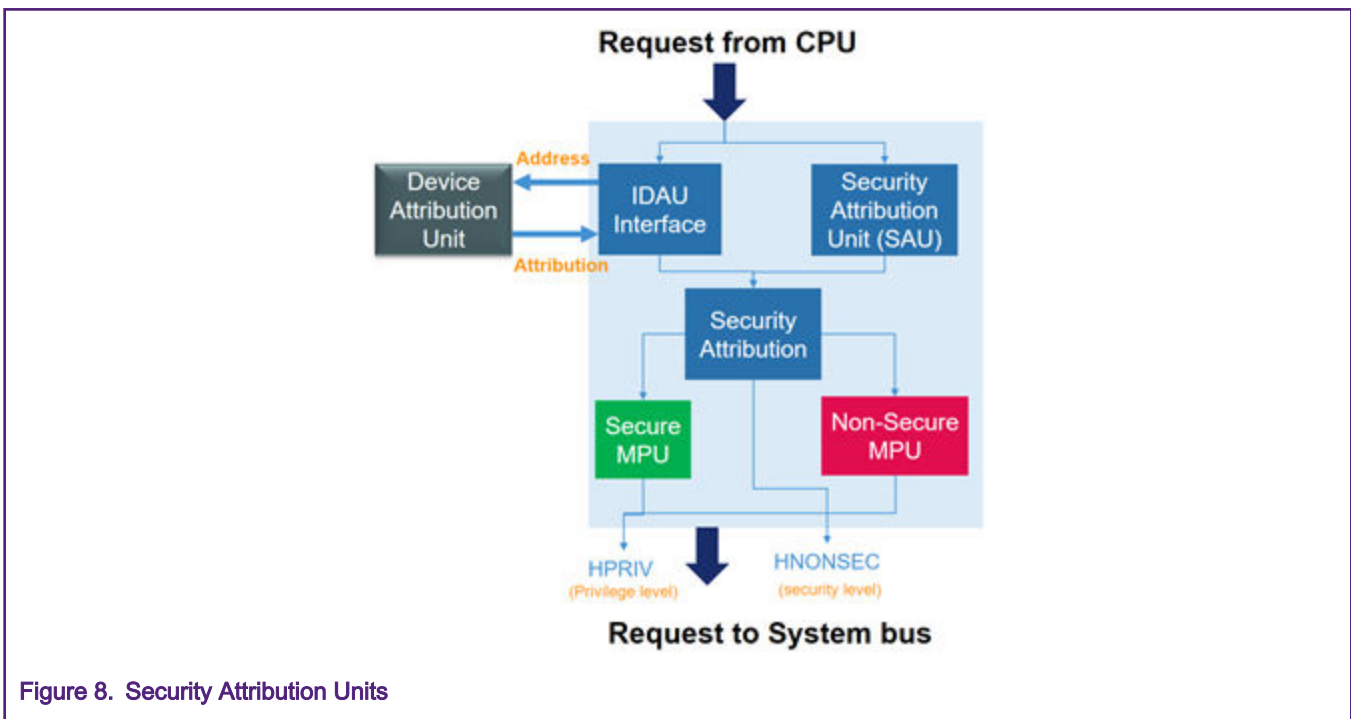 Request from CPU
Address
Device
Attribution
Unit
IDAU
Interface
Security
Attribution
Unit (SAU)
Attribution
Security
Attribution
Secure
MPU
Non-Secure
MPU
HPRIV
(Privilege level)
HNONSEC
(security level)
Request to System bus
Figure 8. Security Attribution Units